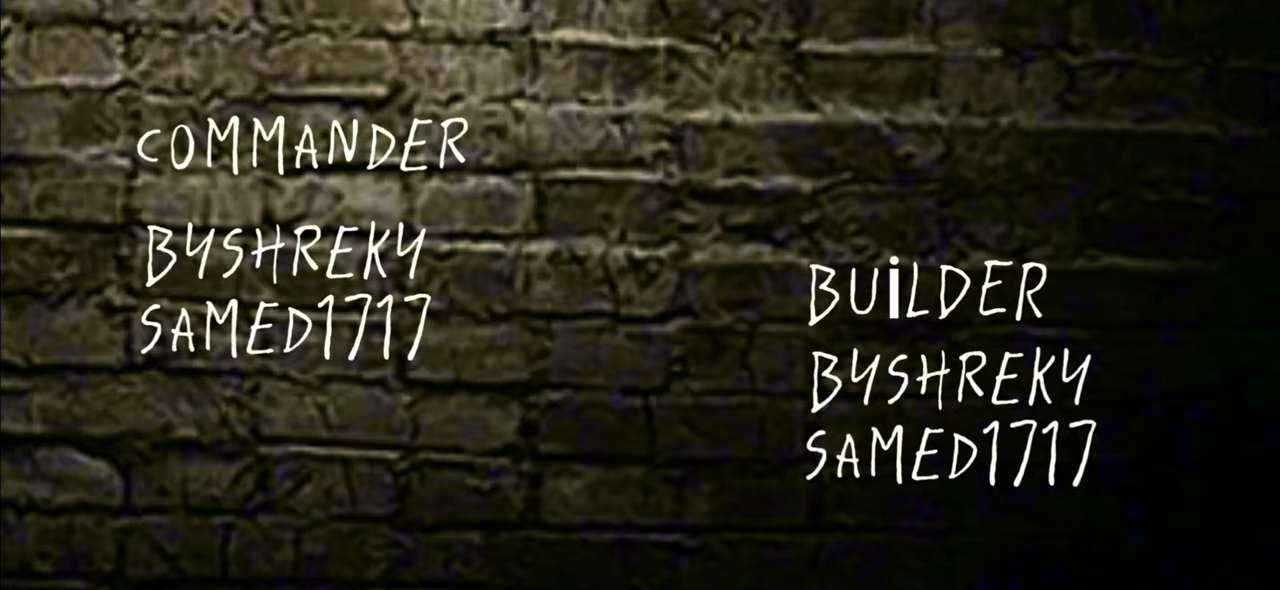 COMMANDER
BYSHREKY
SAMED1717
BUiLDER
BYSHREKY
SAMED1717